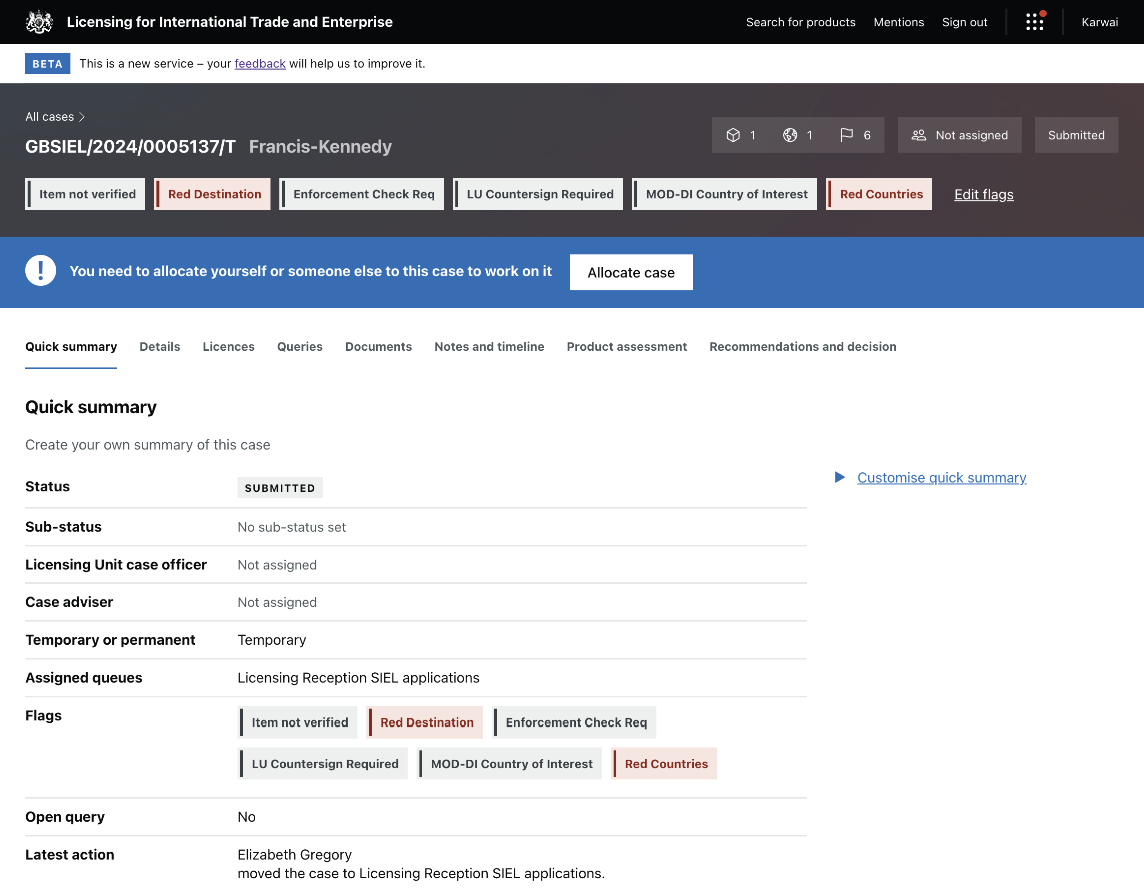 Licensing for International Trade and Enterprise
Search for products Mentions Sign out Karwai
BETA This is a new service – your feedback will help us to improve it.
All cases
GBSIEL/2024/0005137/T Francis-Kennedy
1 1 6 Not assigned Submitted
Item not verified Red Destination Enforcement Check Req LU Countersign Required MOD-DI Country of Interest Red Countries Edit flags
! You need to allocate yourself or someone else to this case to work on it Allocate case
Quick summary Details Licences Queries Documents Notes and timeline Product assessment Recommendations and decision
Quick summary
Create your own summary of this case
Customise quick summary
Status SUBMITTED
Sub-status No sub-status set
Licensing Unit case officer Not assigned
Case adviser Not assigned
Temporary or permanent Temporary
Assigned queues Licensing Reception SIEL applications
Flags Item not verified Red Destination Enforcement Check Req
LU Countersign Required MOD-DI Country of Interest Red Countries
Open query No
Latest action Elizabeth Gregory
moved the case to Licensing Reception SIEL applications.